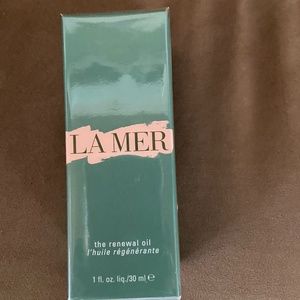 LA MER
the renewal oil
l'huile régénérante
1 fl. oz. liq./30 ml ℮